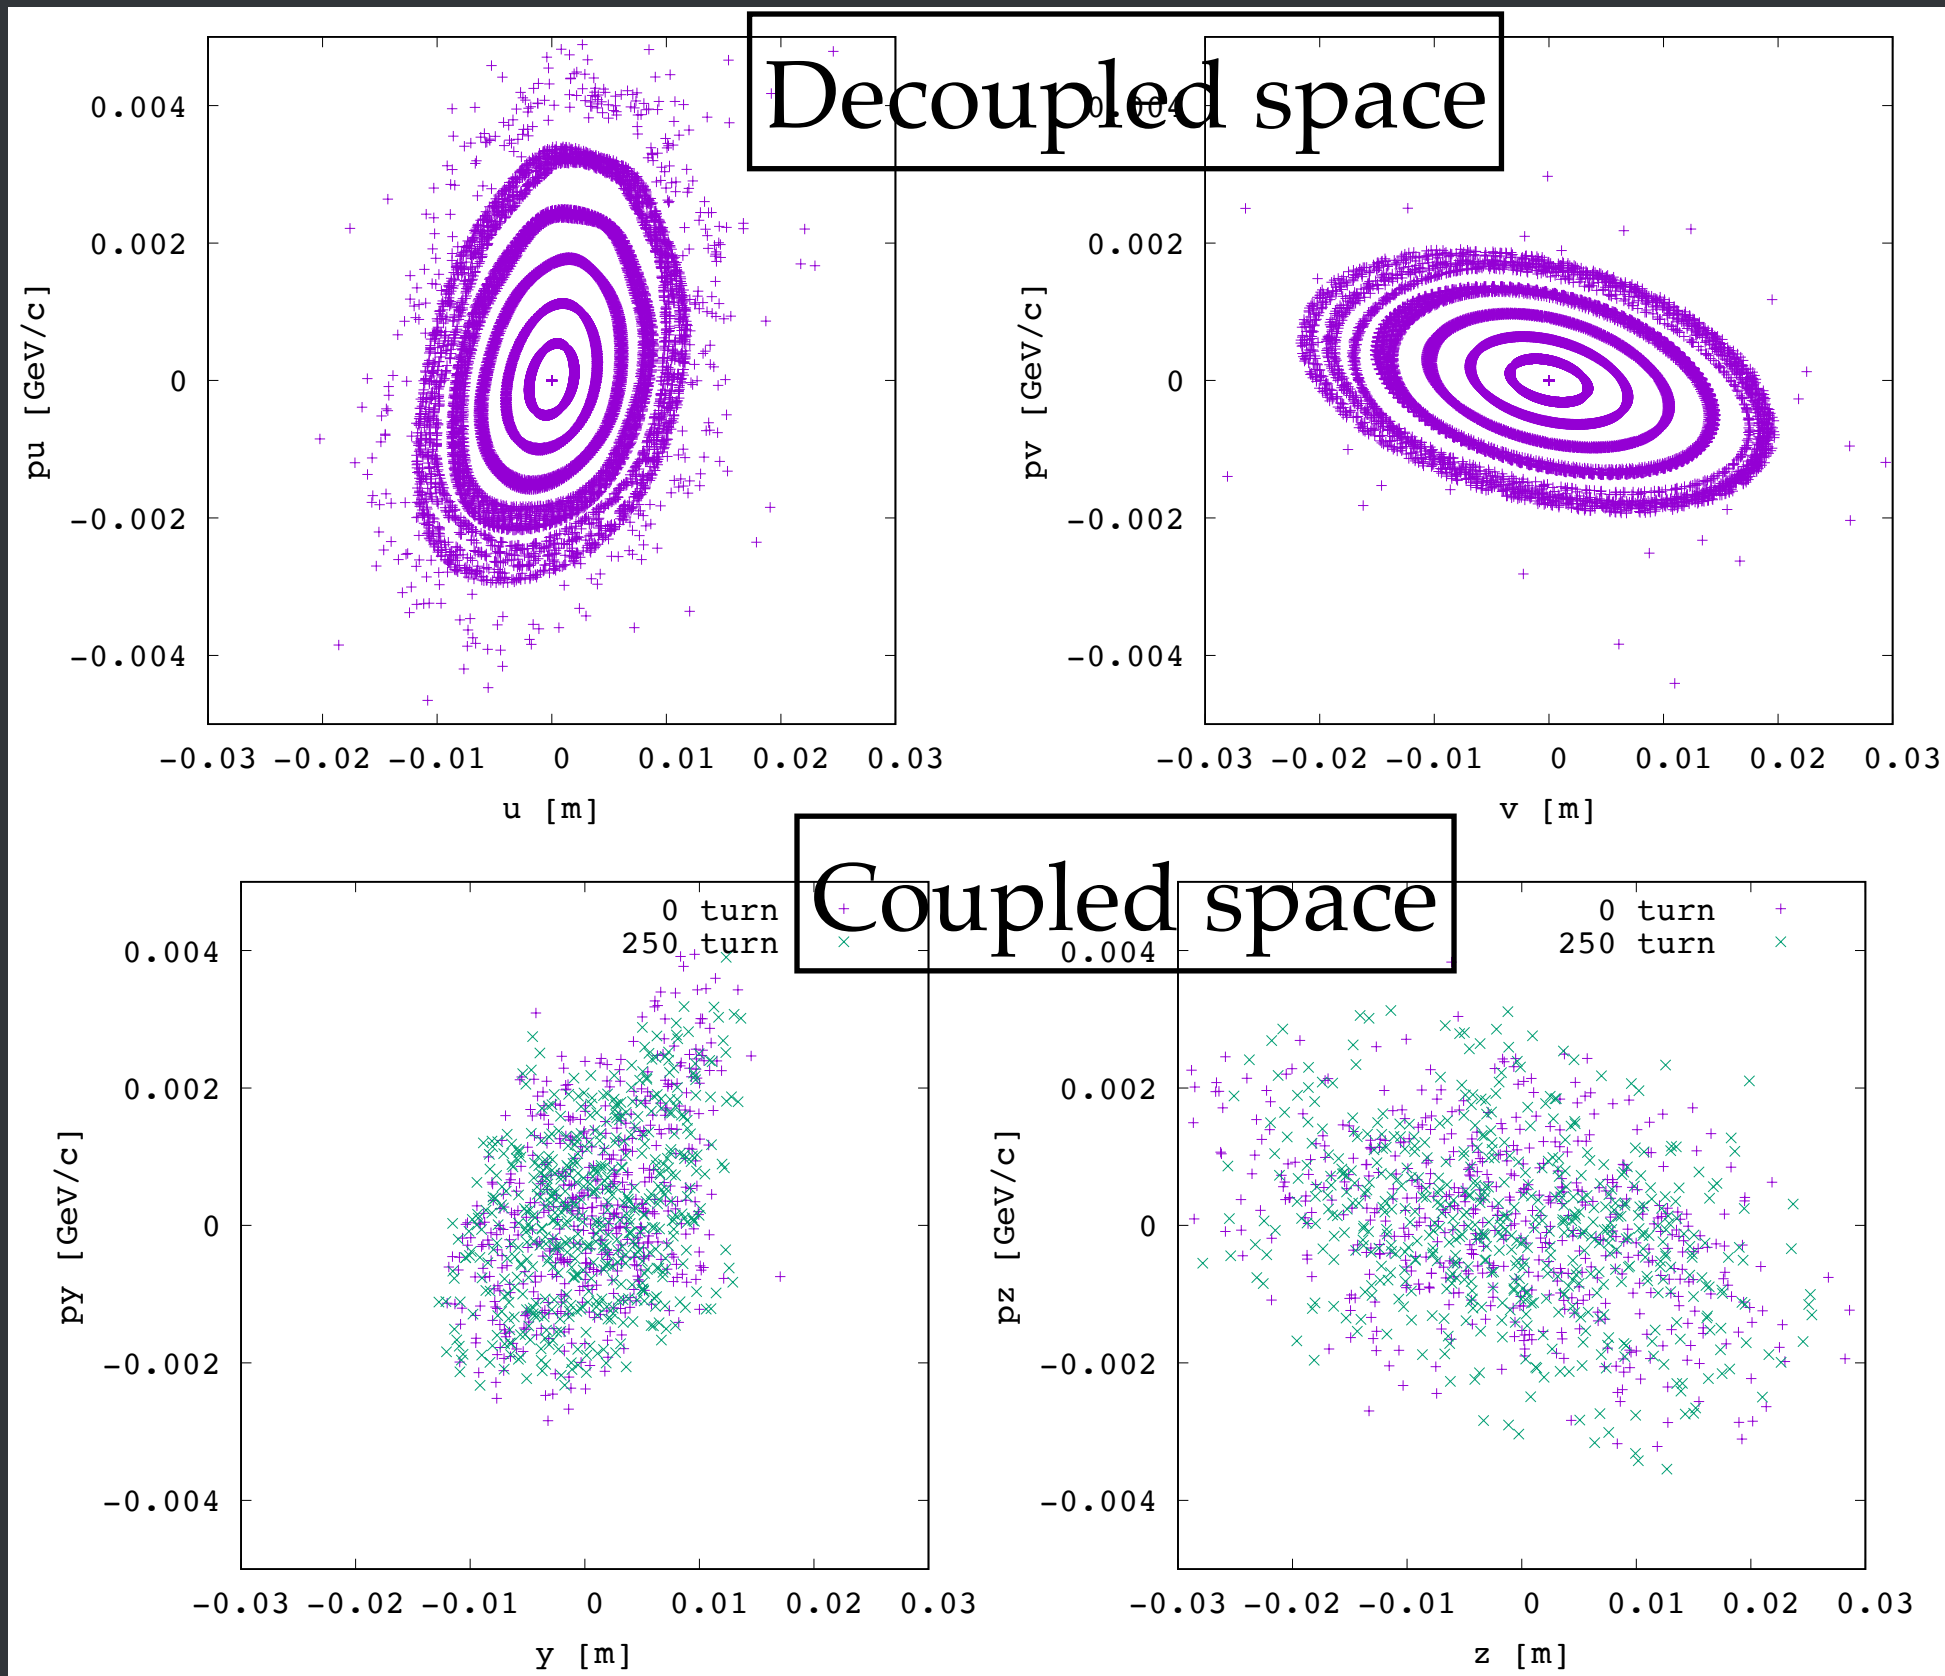 Decoupled space
0.004
0.002
0
-0.002
-0.004
pu [GeV/c]
-0.03 -0.02 -0.01 0 0.01 0.02 0.03
u [m]
0.004
0.002
0
-0.002
-0.004
pv [GeV/c]
-0.03 -0.02 -0.01 0 0.01 0.02 0.03
v [m]
Coupled space
0 turn
250 turn
0.004
0.002
0
-0.002
-0.004
py [GeV/c]
-0.03 -0.02 -0.01 0 0.01 0.02 0.03
y [m]
0 turn
250 turn
0.004
0.002
0
-0.002
-0.004
pz [GeV/c]
-0.03 -0.02 -0.01 0 0.01 0.02 0.03
z [m]